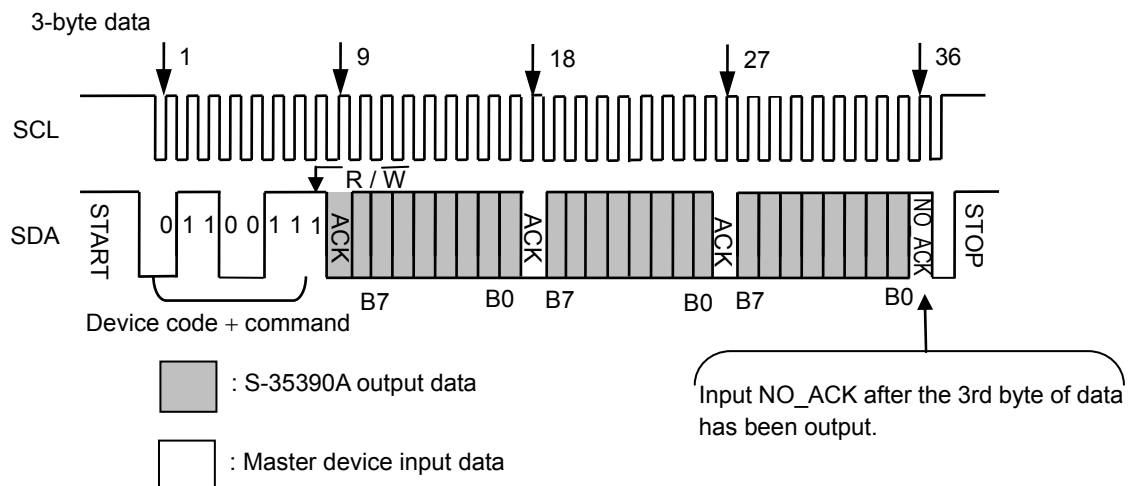 3-byte data
1 9 18 27 36
SCL
R / W
SDA START 0 1 1 0 0 1 1 1 ACK ACK ACK NO ACK STOP
B7 B0 B7 B0 B7 B0
Device code + command
: S-35390A output data
Input NO_ACK after the 3rd byte of data
has been output.
: Master device input data